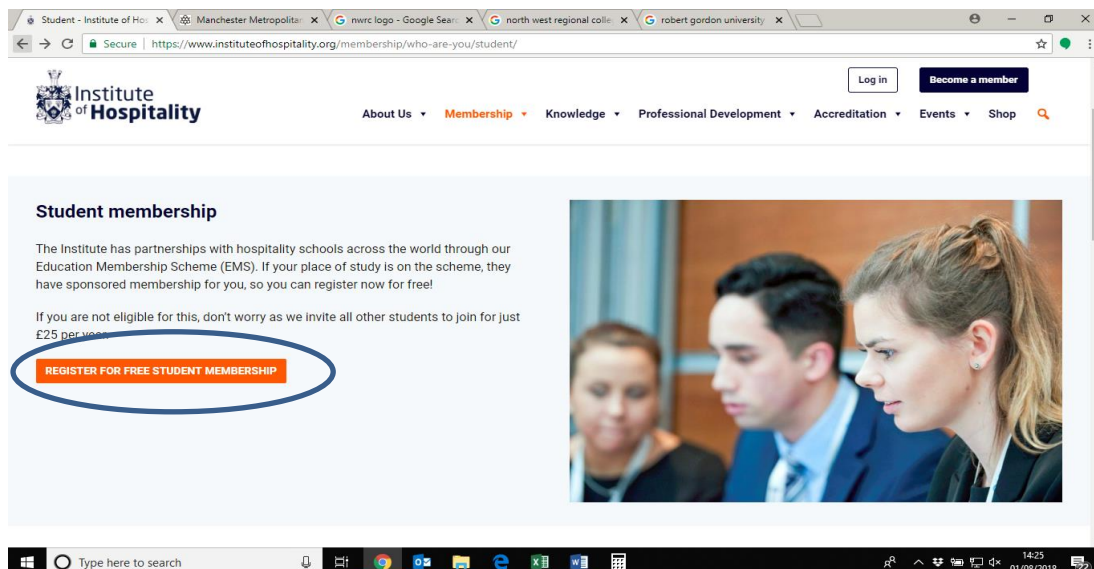 Student - Institute of Hos
Manchester Metropolitan
nwrc logo - Google Searc
north west regional colle
robert gordon university
Secure | https://www.instituteofhospitality.org/membership/who-are-you/student/
Institute
of Hospitality
Log in
Become a member
About Us
Membership
Knowledge
Professional Development
Accreditation
Events
Shop
Student membership
The Institute has partnerships with hospitality schools across the world through our
Education Membership Scheme (EMS). If your place of study is on the scheme, they
have sponsored membership for you, so you can register now for free!
If you are not eligible for this, don't worry as we invite all other students to join for just
£25 per year
REGISTER FOR FREE STUDENT MEMBERSHIP
Type here to search
14:25
01/08/2018
22